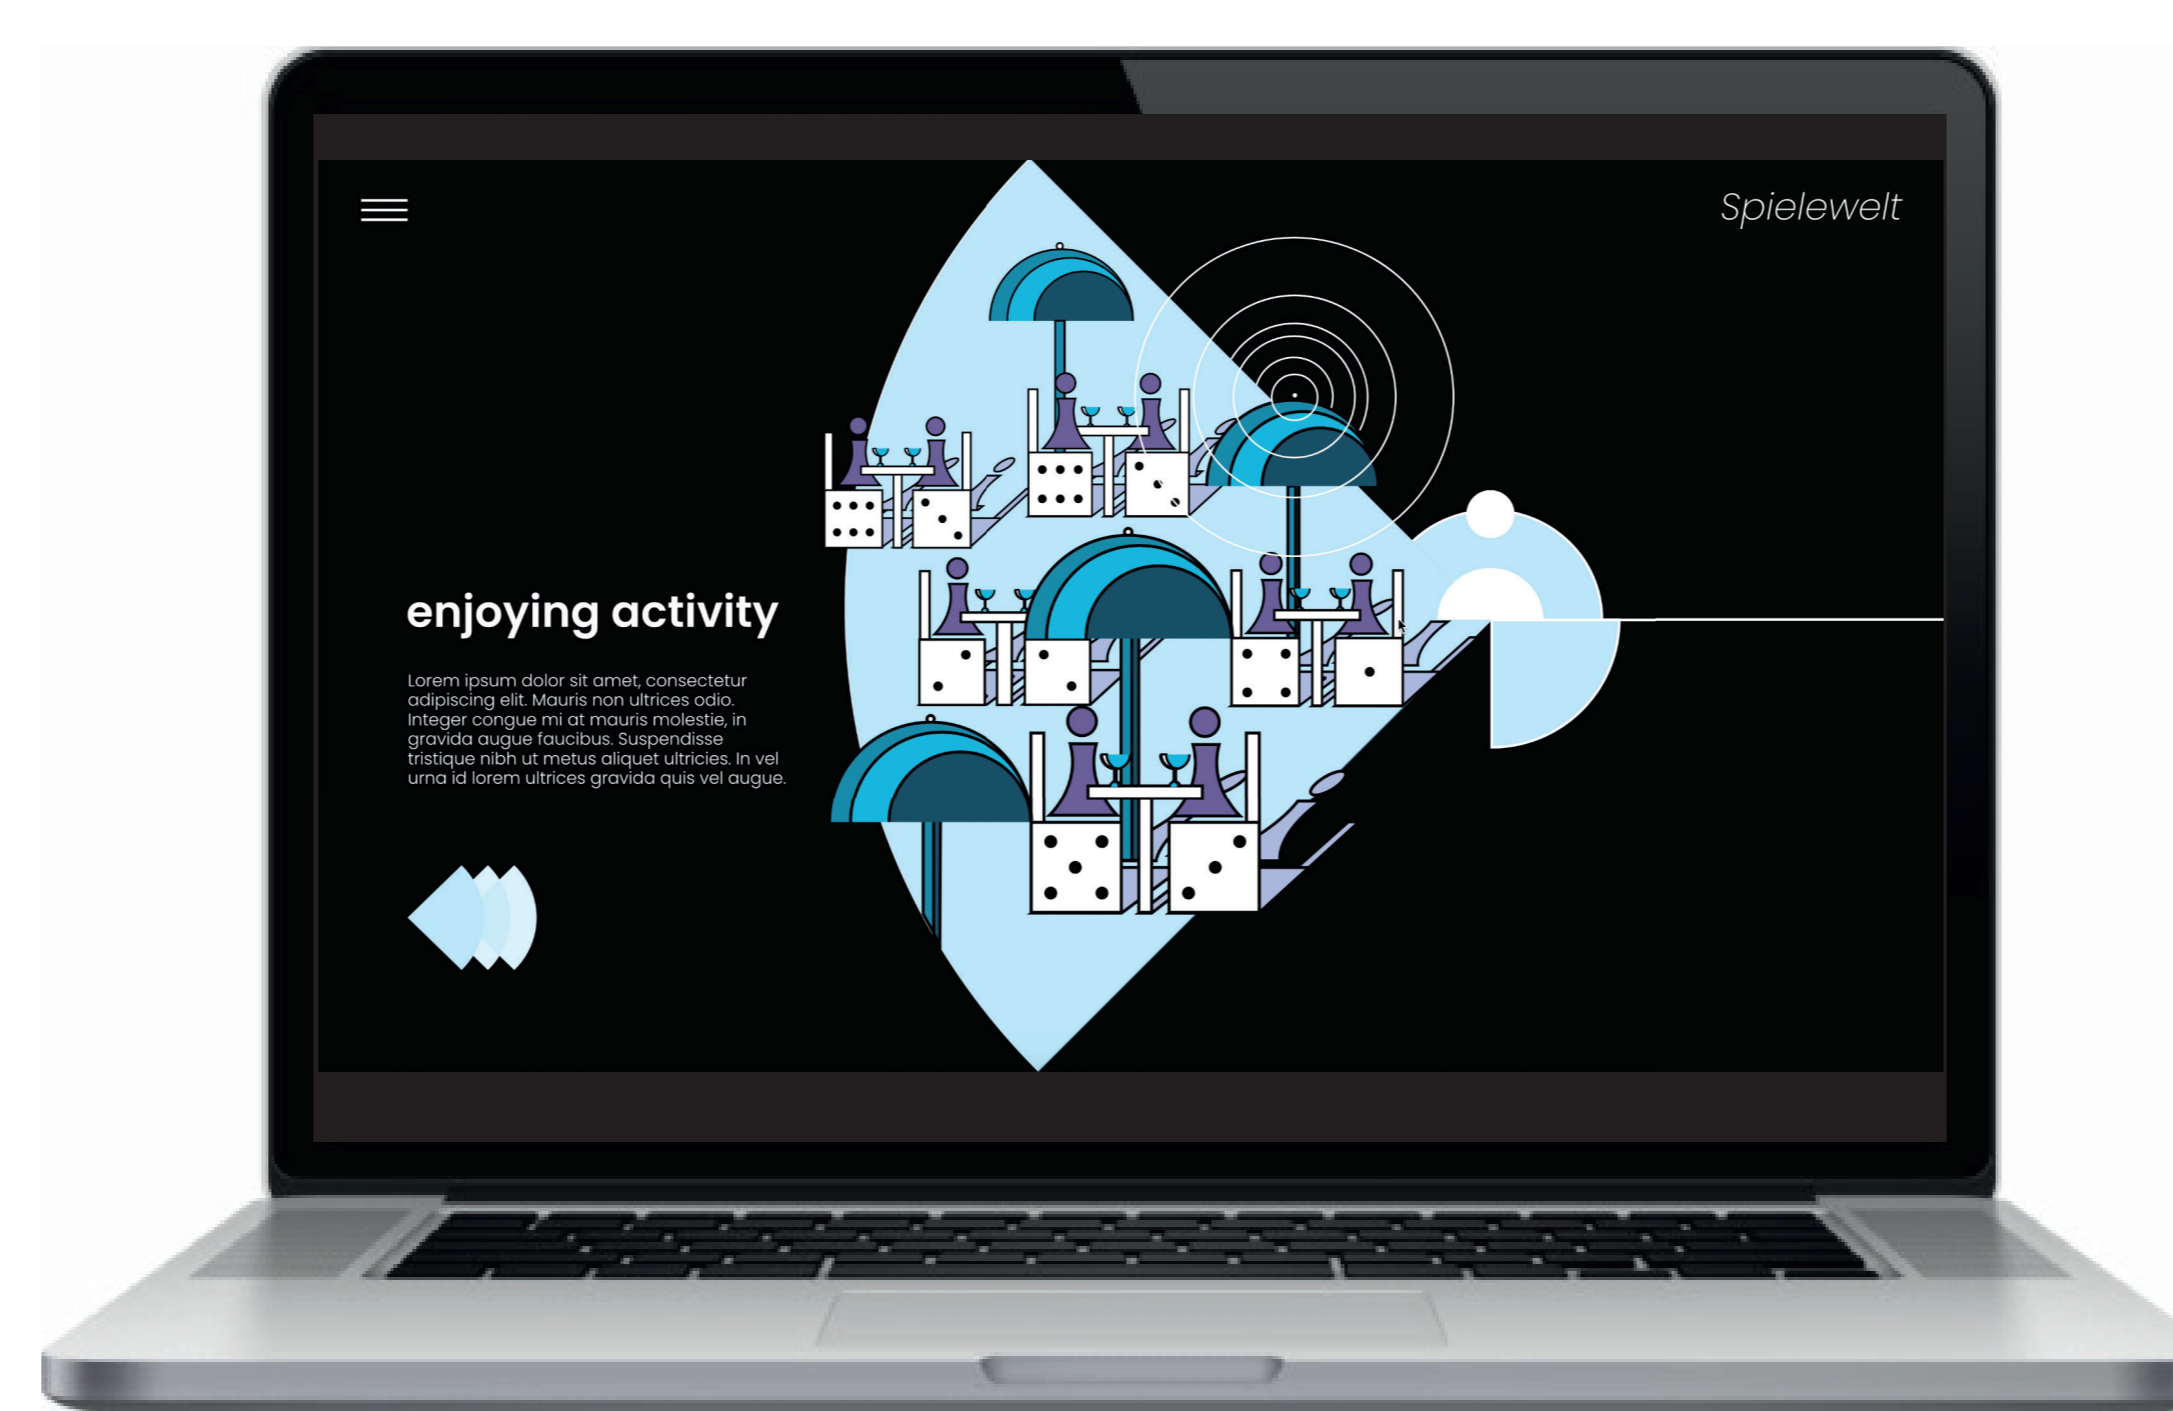 Spielewelt
enjoying activity
Lorem ipsum dolor sit amet, consectetur
adipiscing elit. Mauris non ultrices odio.
Integer congue mi at mauris molestie, in
gravida augue faucibus. Suspendisse
tristique nibh ut metus aliquet ultricies. In vel
urna id lorem ultrices gravida quis vel augue.